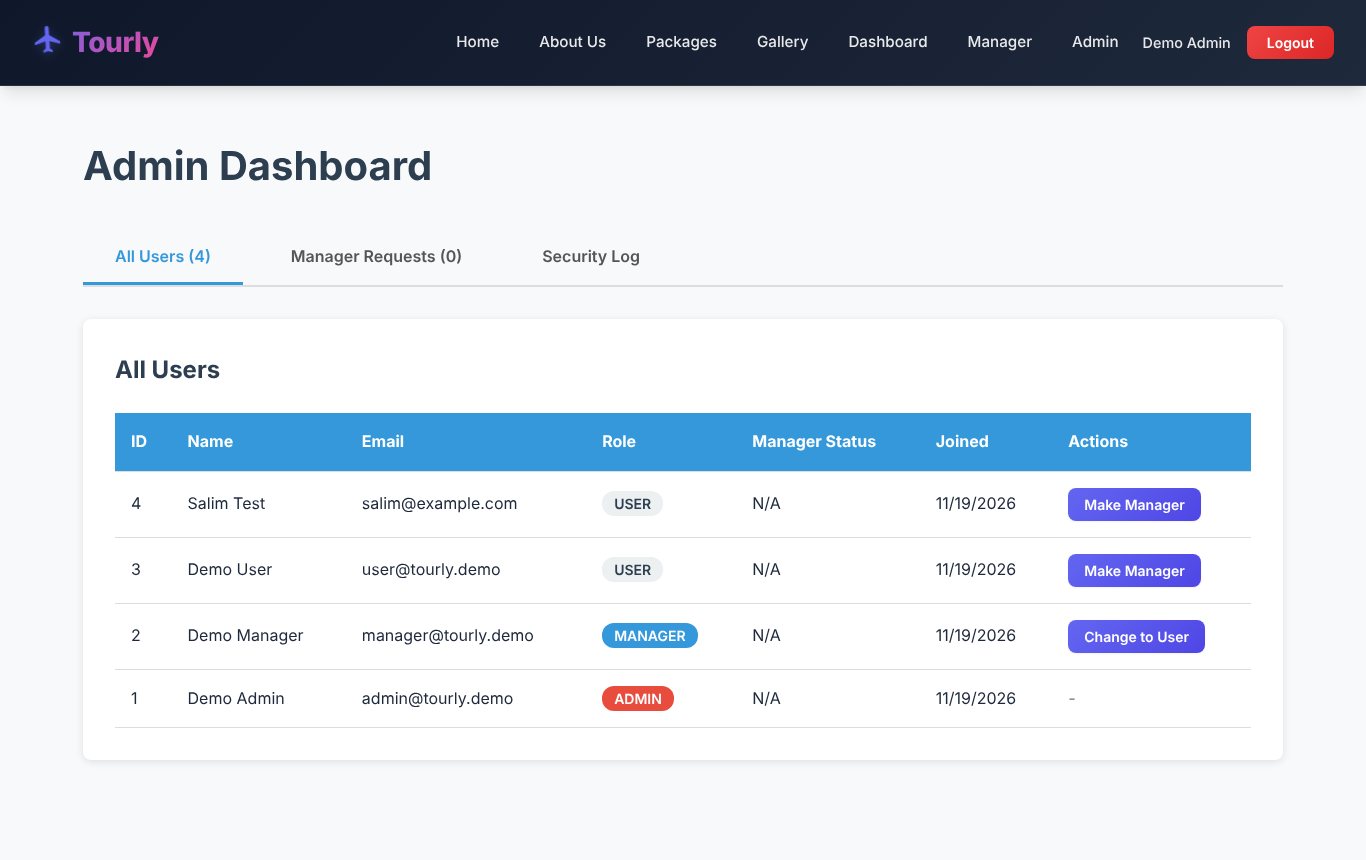 Tourly Home About Us Packages Gallery Dashboard Manager Admin Demo Admin Logout
Admin Dashboard
All Users (4) Manager Requests (0) Security Log
All Users
ID Name Email Role Manager Status Joined Actions
4 Salim Test salim@example.com USER N/A 11/19/2026 Make Manager
3 Demo User user@tourly.demo USER N/A 11/19/2026 Make Manager
2 Demo Manager manager@tourly.demo MANAGER N/A 11/19/2026 Change to User
1 Demo Admin admin@tourly.demo ADMIN N/A 11/19/2026 -